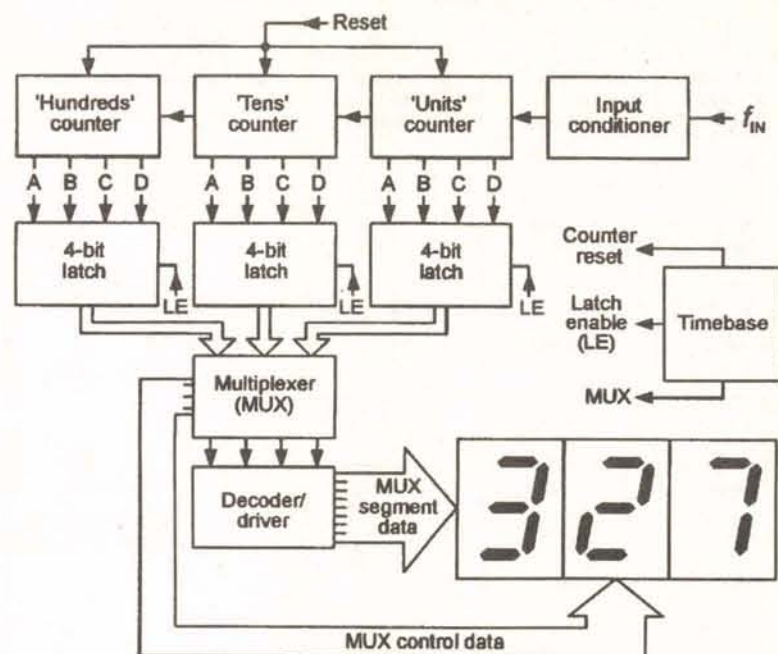 Reset
'Hundreds'
counter
'Tens'
counter
'Units'
counter
Input
conditioner
f_IN
A B C D
A B C D
A B C D
4-bit
latch
4-bit
latch
4-bit
latch
LE
LE
LE
Counter
reset
Latch
enable
(LE)
MUX
Timebase
Multiplexer
(MUX)
Decoder/
driver
MUX
segment
data
327
MUX control data